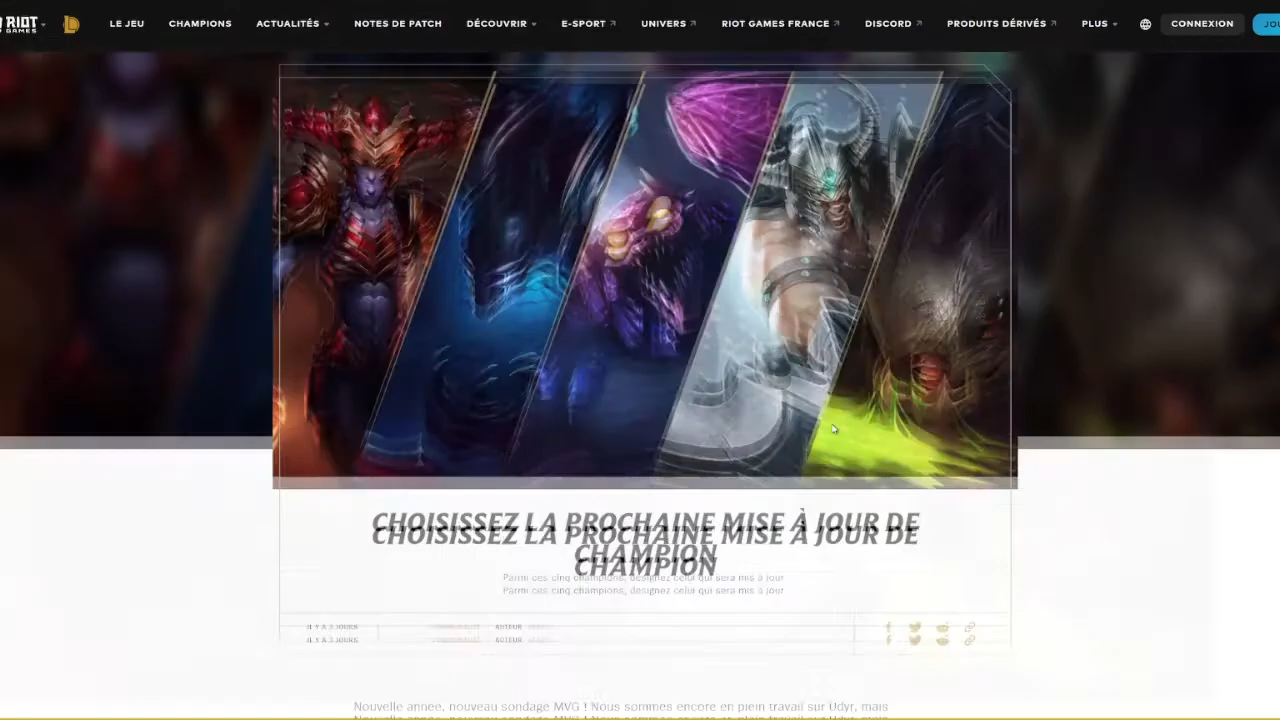 RIOT GAMES
LE JEU CHAMPIONS ACTUALITÉS NOTES DE PATCH DÉCOUVRIR E-SPORT UNIVERS RIOT GAMES FRANCE DISCORD PRODUITS DÉRIVÉS PLUS CONNEXION
CHOISISSEZ LA PROCHAINE MISE À JOUR DE
CHAMPION
Parmi ces cinq champions, désignez celui qui sera mis à jour
IL Y A 3 JOURS AUTEUR
Nouvelle année, nouveau sondage MVG ! Nous sommes encore en plein travail sur Udyr, mais